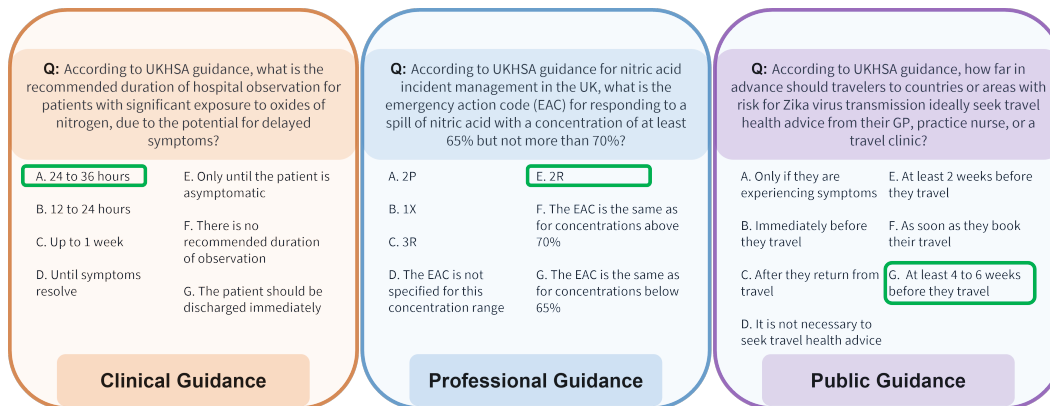 Q: According to UKHSA guidance, what is the
recommended duration of hospital observation for
patients with significant exposure to oxides of
nitrogen, due to the potential for delayed
symptoms?
A. 24 to 36 hours
B. 12 to 24 hours
C. Up to 1 week
D. Until symptoms
resolve
E. Only until the patient is
asymptomatic
F. There is no
recommended duration
of observation
G. The patient should be
discharged immediately
Clinical Guidance
Q: According to UKHSA guidance for nitric acid
incident management in the UK, what is the
emergency action code (EAC) for responding to a
spill of nitric acid with a concentration of at least
65% but not more than 70%?
A. 2P
B. 1X
C. 3R
D. The EAC is not
specified for this
concentration range
E. 2R
F. The EAC is the same as
for concentrations above
70%
G. The EAC is the same as
for concentrations below
65%
Professional Guidance
Q: According to UKHSA guidance, how far in
advance should travelers to countries or areas with
risk for Zika virus transmission ideally seek travel
health advice from their GP, practice nurse, or a
travel clinic?
A. Only if they are
experiencing symptoms
B. Immediately before
they travel
C. After they return from
travel
D. It is not necessary to
seek travel health advice
E. At least 2 weeks before
they travel
F. As soon as they book
their travel
G. At least 4 to 6 weeks
before they travel
Public Guidance